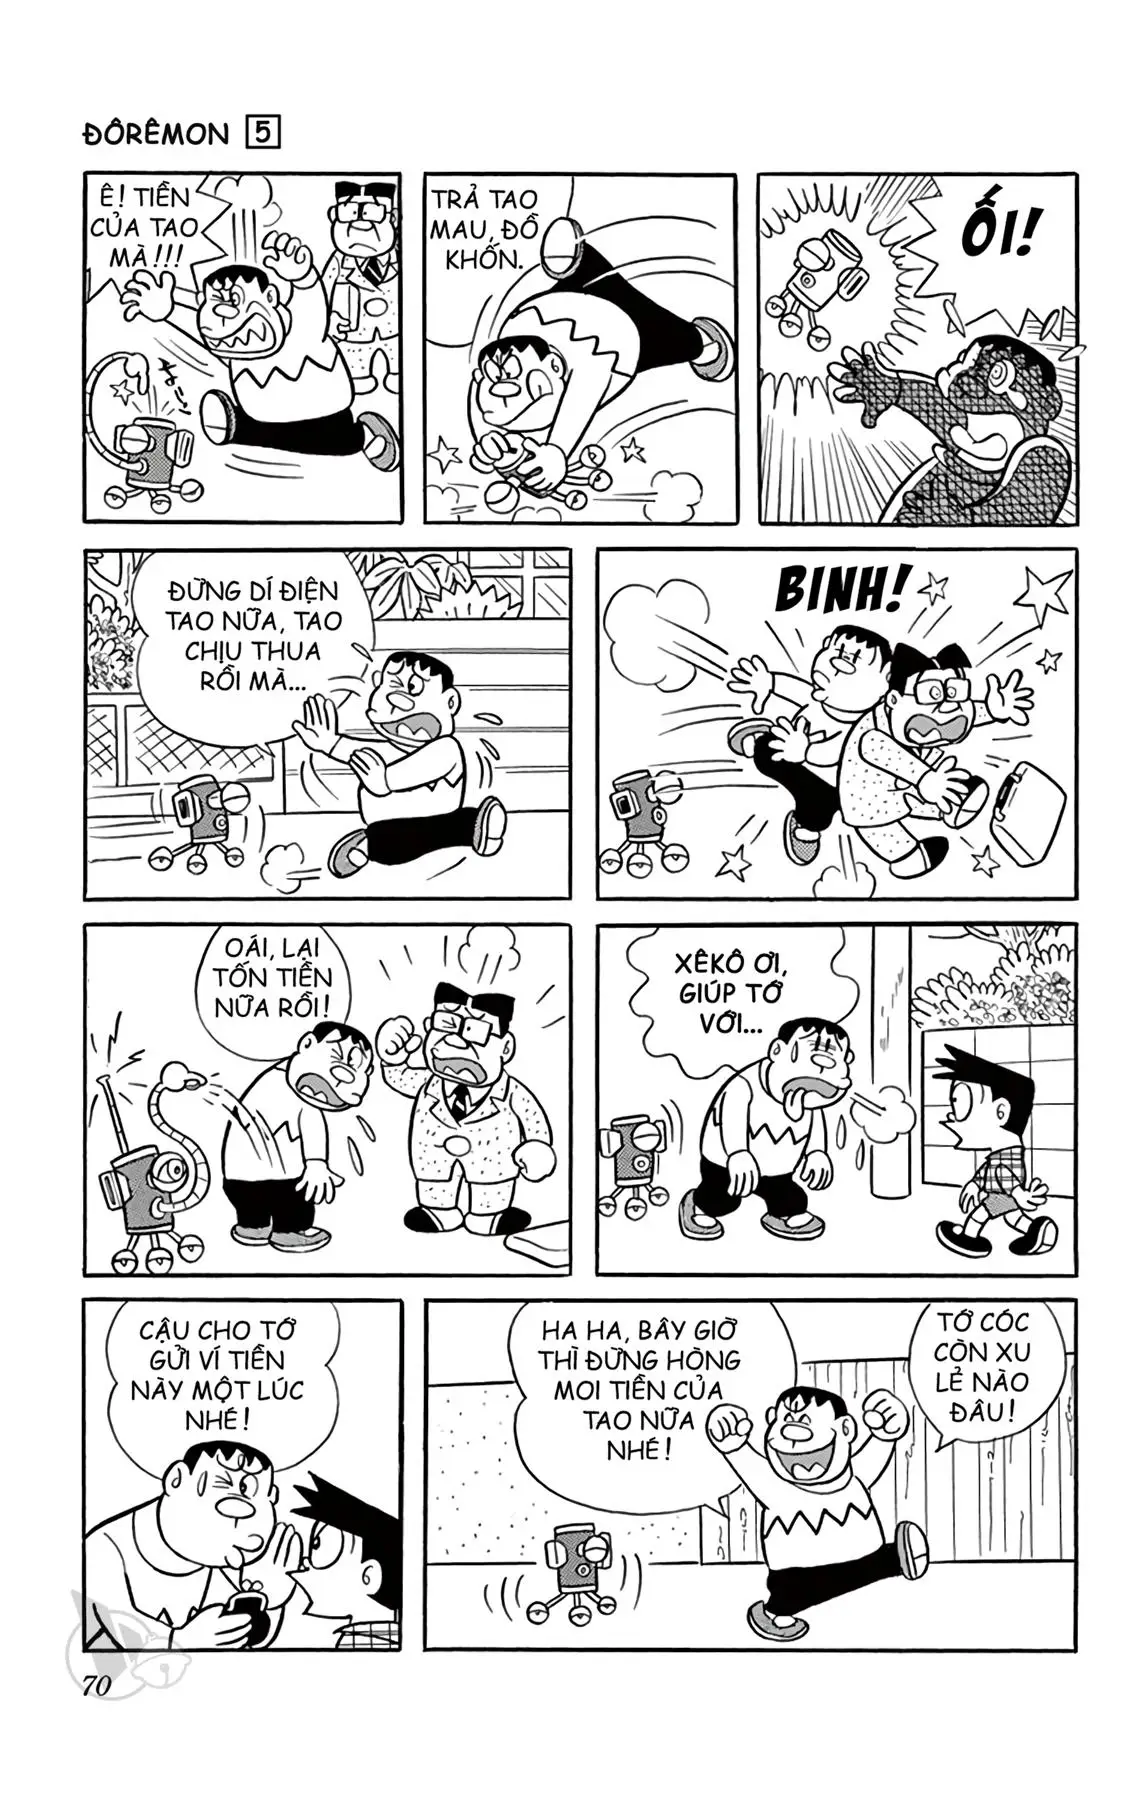 ĐÔRÊMON 5
Ê! TIỀN
CỦA TAO
MÀ!!!
TRẢ TAO
MAU, ĐỒ
KHỐN.
ỐI!
ĐỪNG DÍ ĐIỆN
TAO NỮA, TAO
CHỊU THUA
RỒI MÀ...
BINH!
OÁI, LẠI
TỐN TIỀN
NỮA RỒI!
XÊKÔ ƠI,
GIÚP TỚ
VỚI...
CẬU CHO TỚ
GỬI VÍ TIỀN
NÀY MỘT LÚC
NHÉ!
HA HA, BÂY GIỜ
THÌ ĐỪNG HÒNG
MOI TIỀN CỦA
TAO NỮA
NHÉ!
TỚ CÓC
CÒN XU
LẺ NÀO
ĐÂU!
70